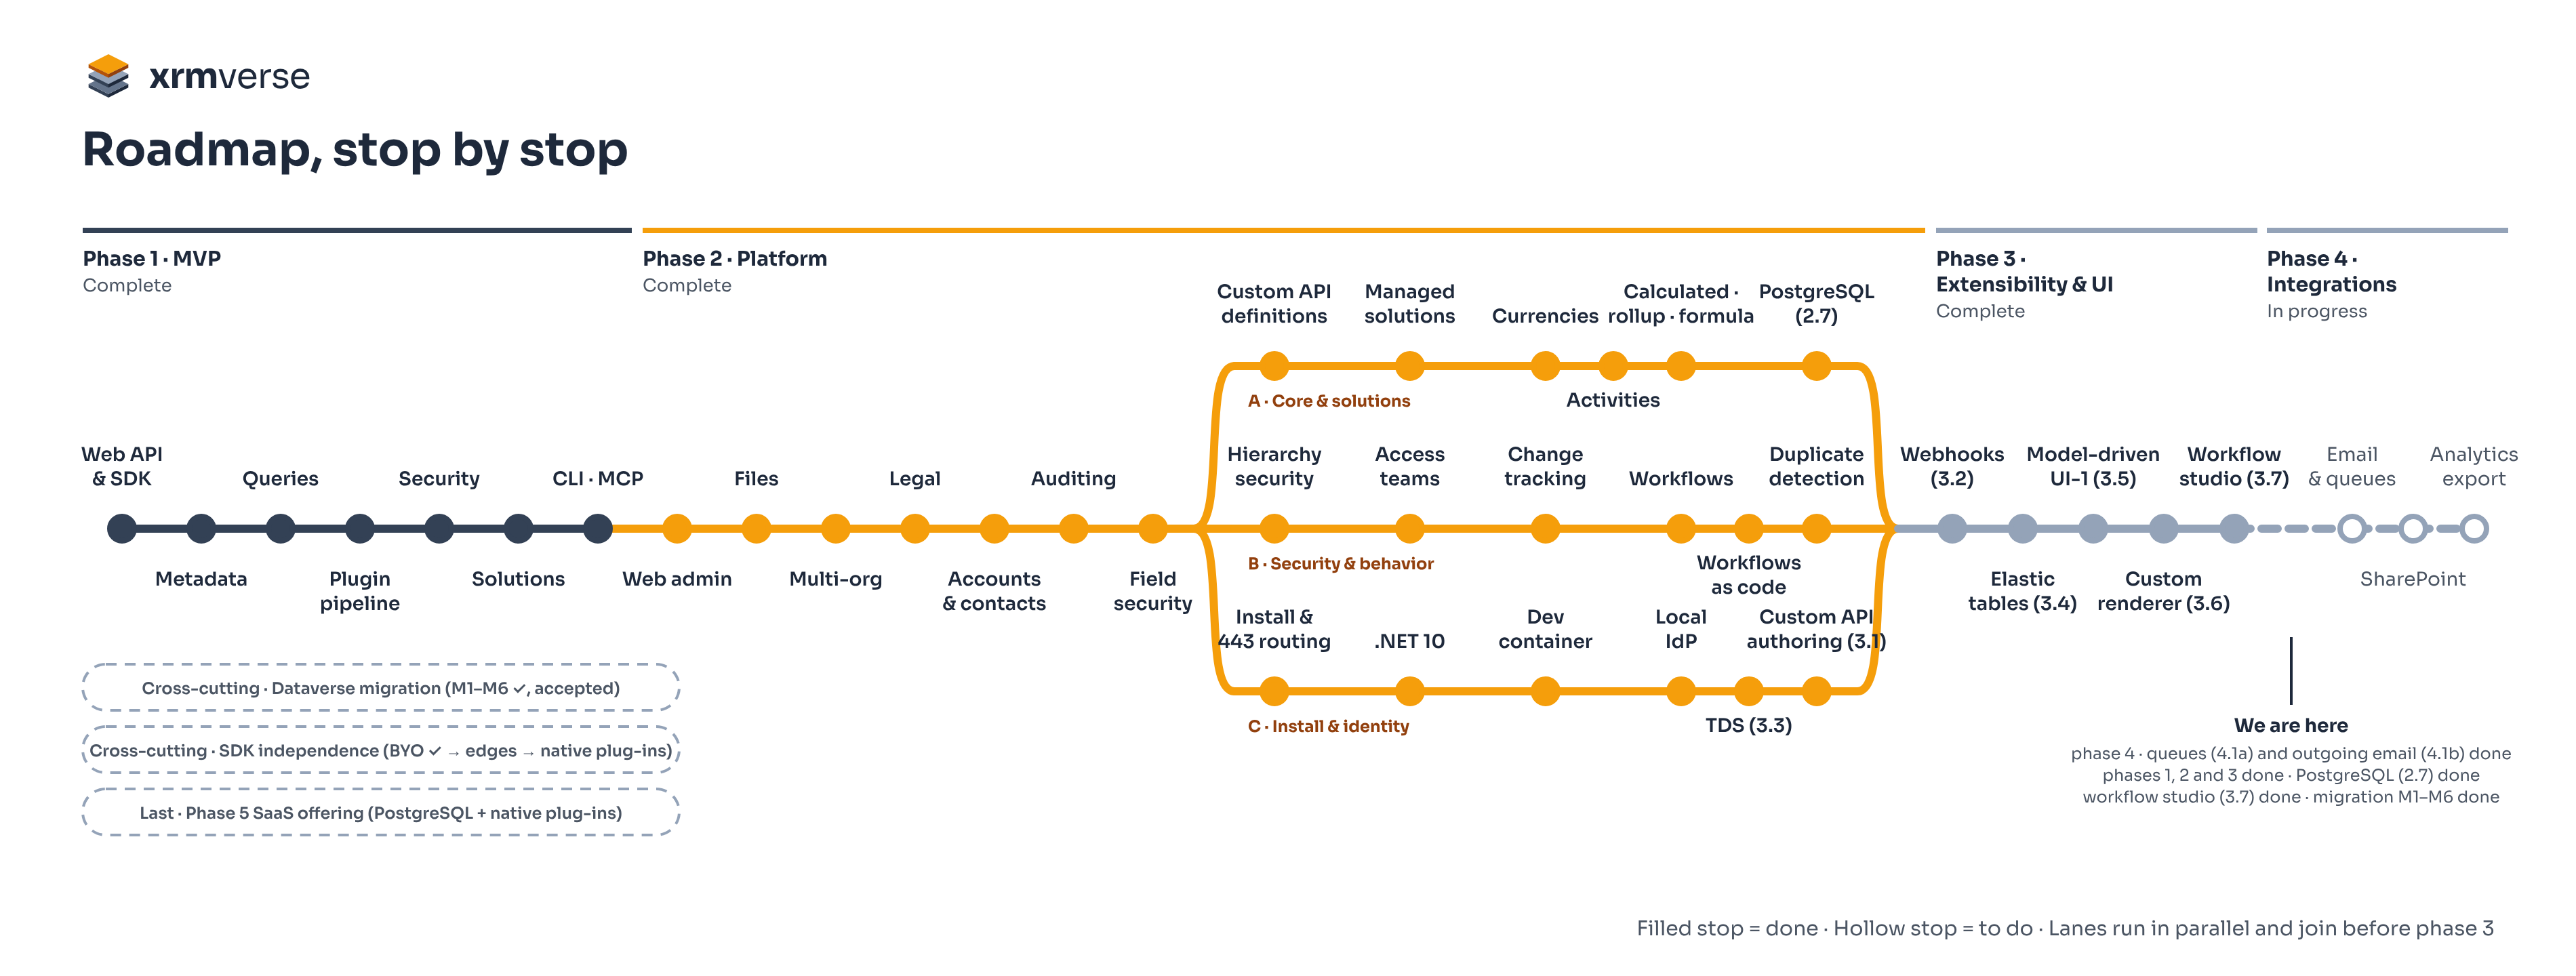 xrmverse
Roadmap, stop by stop
Phase 1 · MVP
Complete
Phase 2 · Platform
Complete
Phase 3 ·
Extensibility & UI
Complete
Phase 4 ·
Integrations
In progress
Custom API
definitions
Managed
solutions
Currencies
Calculated ·
rollup · formula
PostgreSQL
(2.7)
A · Core & solutions
Activities
Web API
& SDK
Queries
Security
CLI · MCP
Files
Legal
Auditing
Hierarchy
security
Access
teams
Change
tracking
Workflows
Duplicate
detection
Webhooks
(3.2)
Model-driven
UI-1 (3.5)
Workflow
studio (3.7)
Email
& queues
Analytics
export
Metadata
Plugin
pipeline
Solutions
Web admin
Multi-org
Accounts
& contacts
Field
security
B · Security & behavior
Workflows
as code
Elastic
tables (3.4)
Custom
renderer (3.6)
SharePoint
Install &
443 routing
.NET 10
Dev
container
Local
IdP
Custom API
authoring (3.1)
C · Install & identity
TDS (3.3)
Cross-cutting · Dataverse migration (M1–M6 ✓, accepted)
Cross-cutting · SDK independence (BYO ✓ → edges → native plug-ins)
Last · Phase 5 SaaS offering (PostgreSQL + native plug-ins)
We are here
phase 4 · queues (4.1a) and outgoing email (4.1b) done
phases 1, 2 and 3 done · PostgreSQL (2.7) done
workflow studio (3.7) done · migration M1–M6 done
Filled stop = done · Hollow stop = to do · Lanes run in parallel and join before phase 3